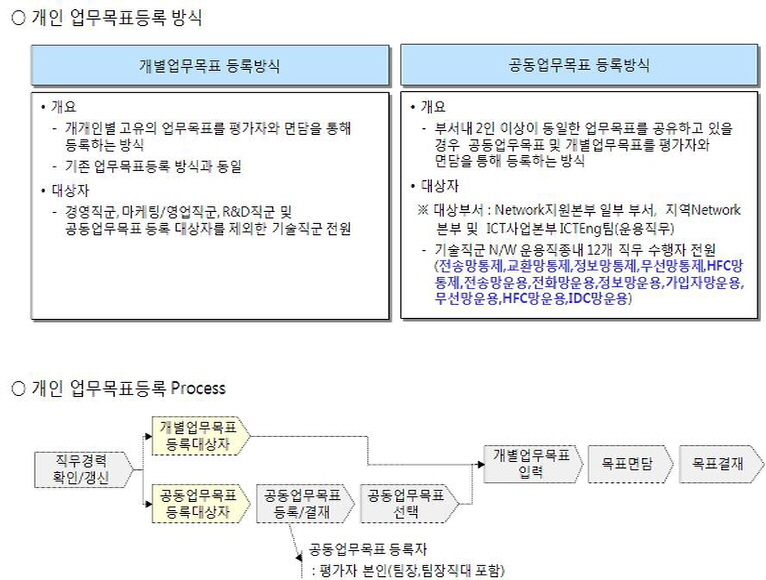 ○ 개인 업무목표등록 방식
개별업무목표 등록방식
• 개요
- 개개인별 고유의 업무목표를 평가자와 면담을 통해
등록하는 방식
- 기존 업무목표등록 방식과 동일
• 대상자
- 경영직군, 마케팅/영업직군, R&D직군 및
공동업무목표 등록 대상자를 제외한 기술직군 전원
공동업무목표 등록방식
• 개요
- 부서내 2인 이상이 동일한 업무목표를 공유하고 있을
경우 공동업무목표 및 개별업무목표를 평가자와
면담을 통해 등록하는 방식
• 대상자
※ 대상부서 : Network지원본부 일부 부서, 지역Network
본부 및 ICT사업본부 ICTEng팀(운용직무)
- 기술직군 N/W 운용직종내 12개 직무 수행자 전원
(전송망통제,교환망통제,정보망통제,무선망통제,HFC망
통제,전송망운용,전화망운용,정보망운용,가입자망운용,
무선망운용,HFC망운용,IDC망운용)
○ 개인 업무목표등록 Process
직무경력
확인/갱신
개별업무목표
등록대상자
공동업무목표
등록대상자
공동업무목표
등록/결재
공동업무목표
선택
개별업무목표
입력
목표면담
목표결재
공동업무목표 등록자
: 평가자 본인(팀장,팀장직대 포함)